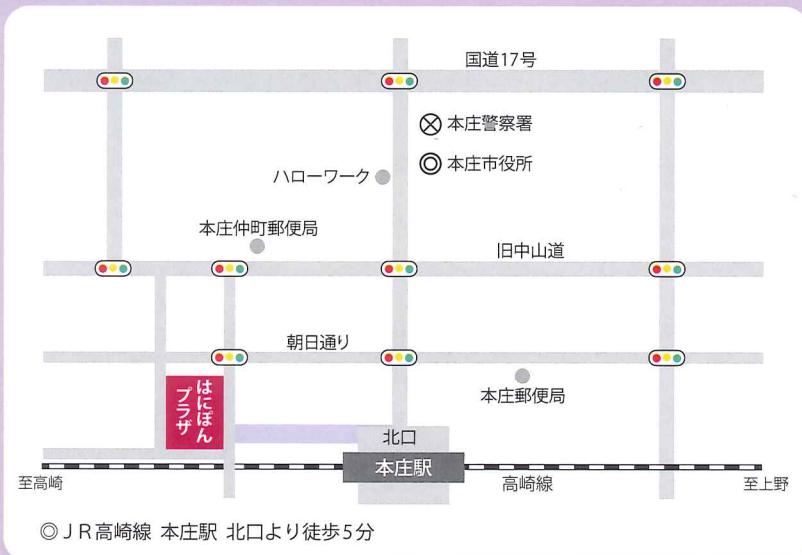 国道17号
本庄警察署
本庄市役所
ハローワーク
本庄仲町郵便局
旧中山道
朝日通り
本庄郵便局
はにぽん
プラザ
北口
本庄駅
至高崎
高崎線
至上野
◎JR高崎線 本庄駅 北口より徒歩5分